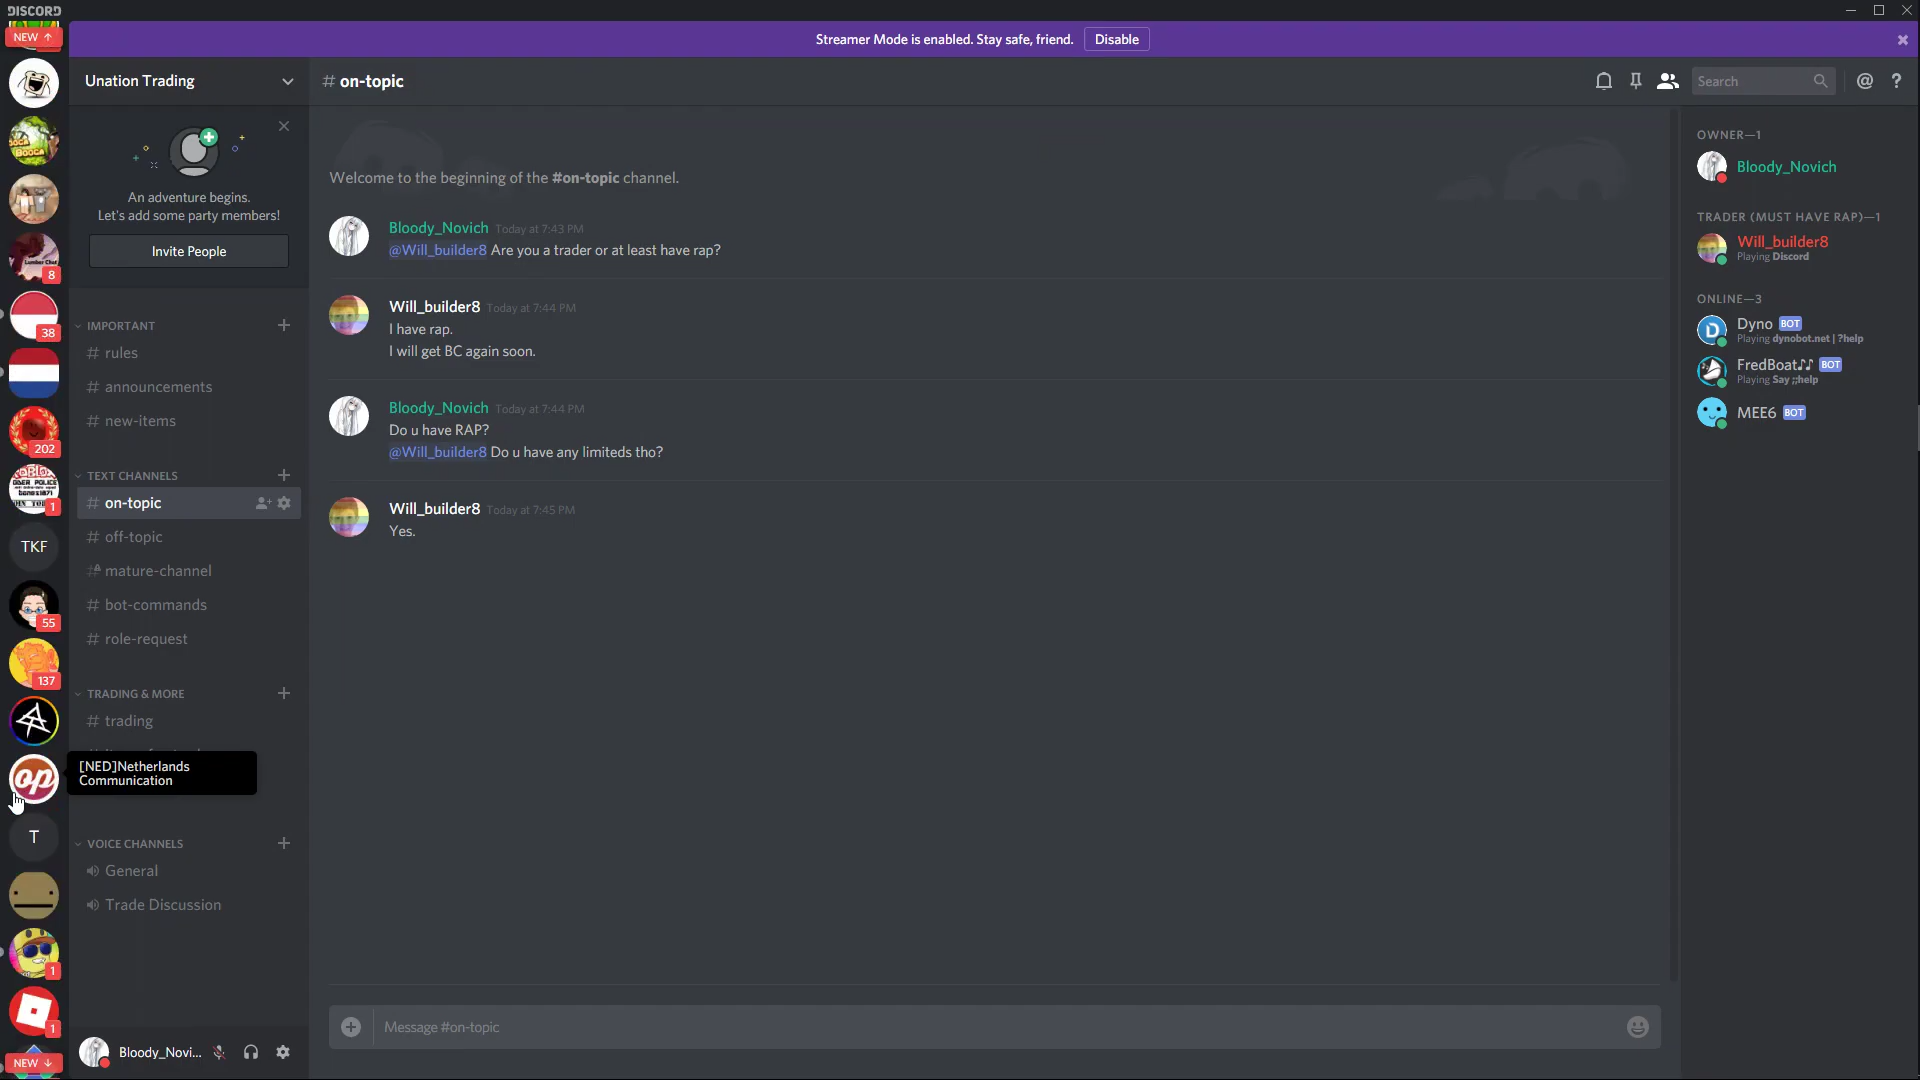 DISCORD
NEW ↑
Streamer Mode is enabled. Stay safe, friend.
Disable
Unation Trading
# on-topic
Search
@
?
BOOGA BOOGA
Lumber Chat
8
38
202
1
TKF
55
137
op
T
1
1
NEW ↓
An adventure begins.
Let's add some party members!
Invite People
IMPORTANT
# rules
# announcements
# new-items
TEXT CHANNELS
# on-topic
# off-topic
mature-channel
# bot-commands
# role-request
TRADING & MORE
# trading
[NED]Netherlands
Communication
VOICE CHANNELS
General
Trade Discussion
Bloody_Novi...
Welcome to the beginning of the #on-topic channel.
Bloody_Novich Today at 7:43 PM
@Will_builder8 Are you a trader or at least have rap?
Will_builder8 Today at 7:44 PM
I have rap.
I will get BC again soon.
Bloody_Novich Today at 7:44 PM
Do u have RAP?
@Will_builder8 Do u have any limiteds tho?
Will_builder8 Today at 7:45 PM
Yes.
Message #on-topic
OWNER—1
Bloody_Novich
TRADER (MUST HAVE RAP)—1
Will_builder8
Playing Discord
ONLINE—3
Dyno BOT
Playing dynobot.net | ?help
FredBoat♪♪ BOT
Playing Say ;;help
MEE6 BOT